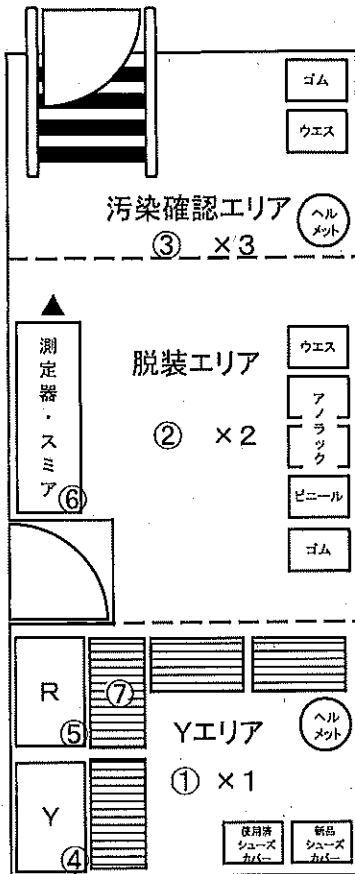 ゴム
ウエス
汚染確認エリア
ヘル
メット
③ ×3
▲
測定器・スミア
⑥
脱装エリア
② ×2
ウエス
アノラック
ビニール
ゴム
R
⑤
⑦
Yエリア
ヘル
メット
① ×1
Y
④
使用済
シューズ
カバー
新品
シューズ
カバー